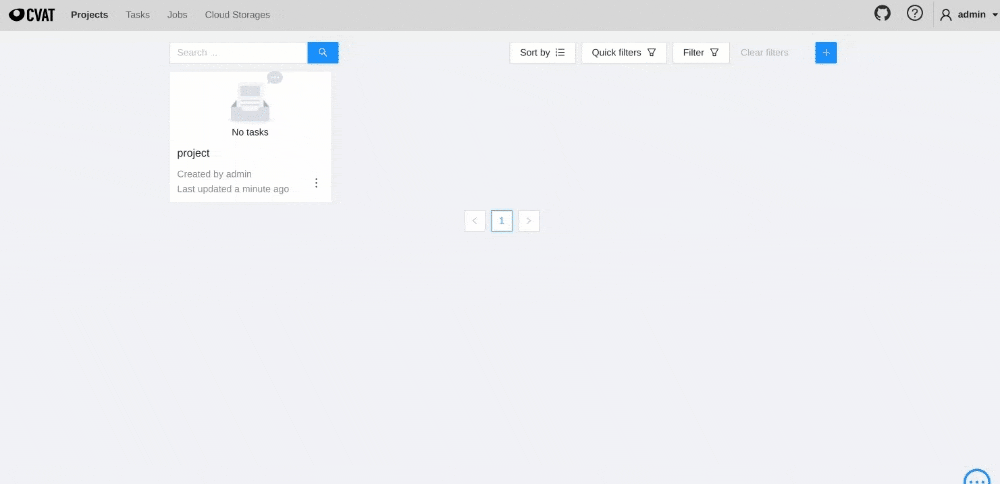 CVAT Projects Tasks Jobs Cloud Storages admin
Search ... Sort by Quick filters Filter Clear filters
No tasks
project
Created by admin
Last updated a minute ago
1